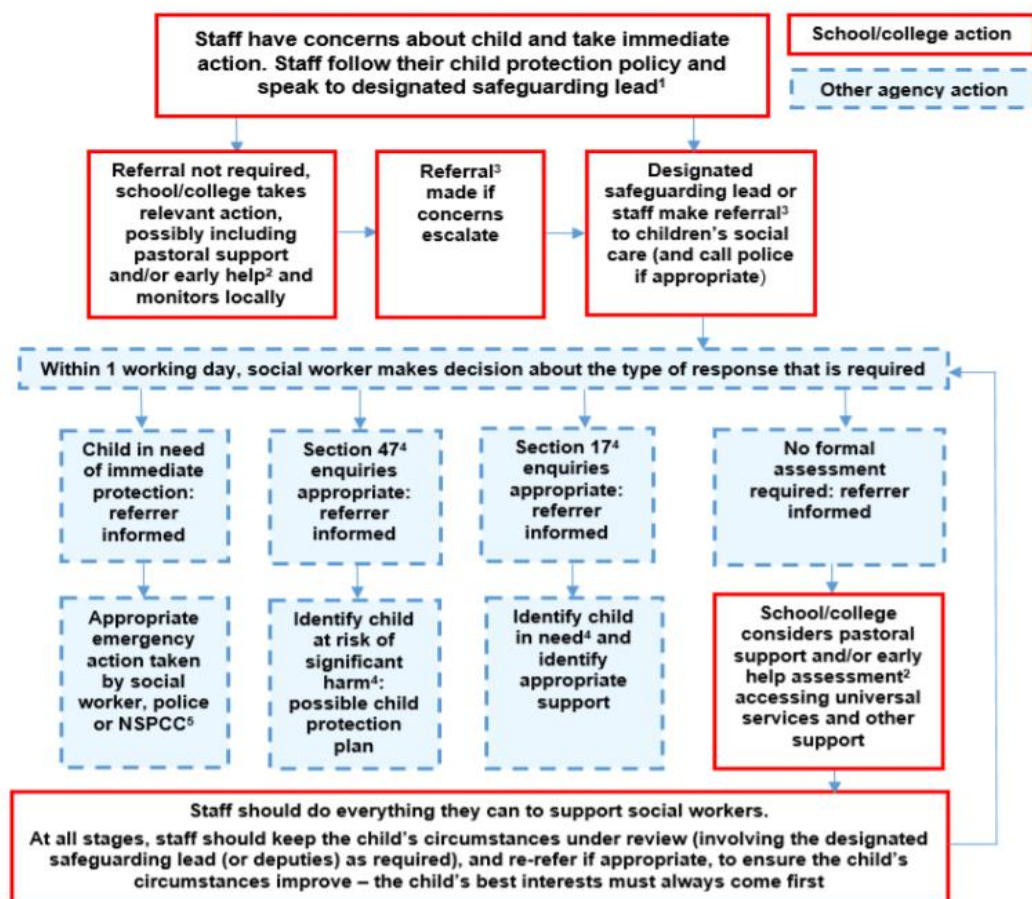 Staff have concerns about child and take immediate
action. Staff follow their child protection policy and
speak to designated safeguarding lead¹
School/college action
Other agency action
Referral not required,
school/college takes
relevant action,
possibly including
pastoral support
and/or early help² and
monitors locally
Referral³
made if
concerns
escalate
Designated
safeguarding lead or
staff make referral³
to children’s social
care (and call police
if appropriate)
Within 1 working day, social worker makes decision about the type of response that is required
Child in need
of immediate
protection:
referrer
informed
Section 47⁴
enquiries
appropriate:
referrer
informed
Section 17⁴
enquiries
appropriate:
referrer
informed
No formal
assessment
required: referrer
informed
Appropriate
emergency
action taken
by social
worker, police
or NSPCC⁵
Identify child
at risk of
significant
harm⁴:
possible child
protection
plan
Identify child
in need⁴ and
identify
appropriate
support
School/college
considers pastoral
support and/or early
help assessment²
accessing universal
services and other
support
Staff should do everything they can to support social workers.
At all stages, staff should keep the child’s circumstances under review (involving the designated
safeguarding lead (or deputies) as required), and re-refer if appropriate, to ensure the child’s
circumstances improve – the child’s best interests must always come first